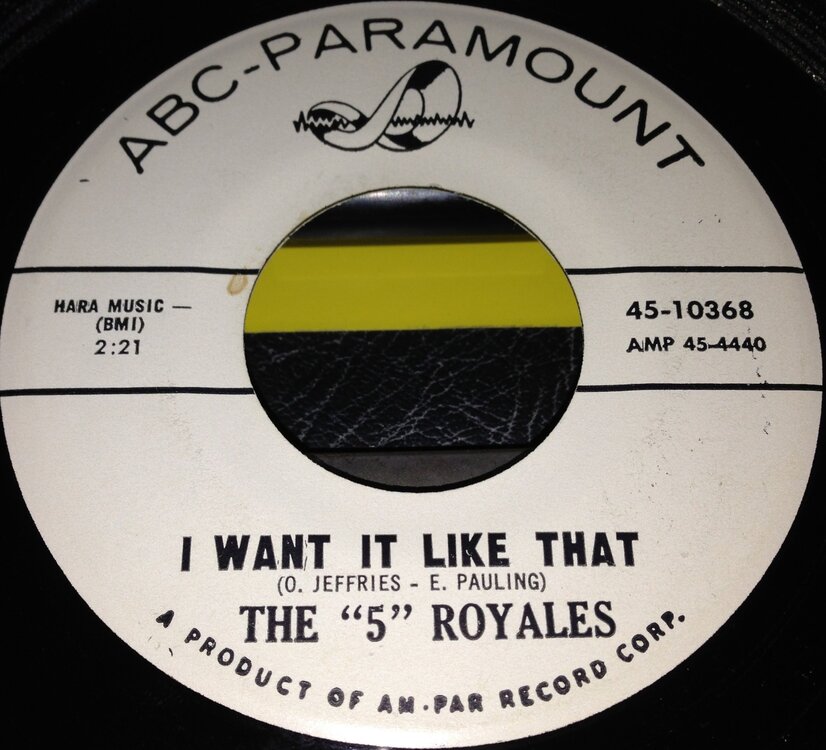 ABC-PARAMOUNT
HARA MUSIC —
(BMI)
2:21
45-10368
AMP 45-4440
I WANT IT LIKE THAT
(O. JEFFRIES - E. PAULING)
THE “5” ROYALES
A PRODUCT OF AM-PAR RECORD CORP.